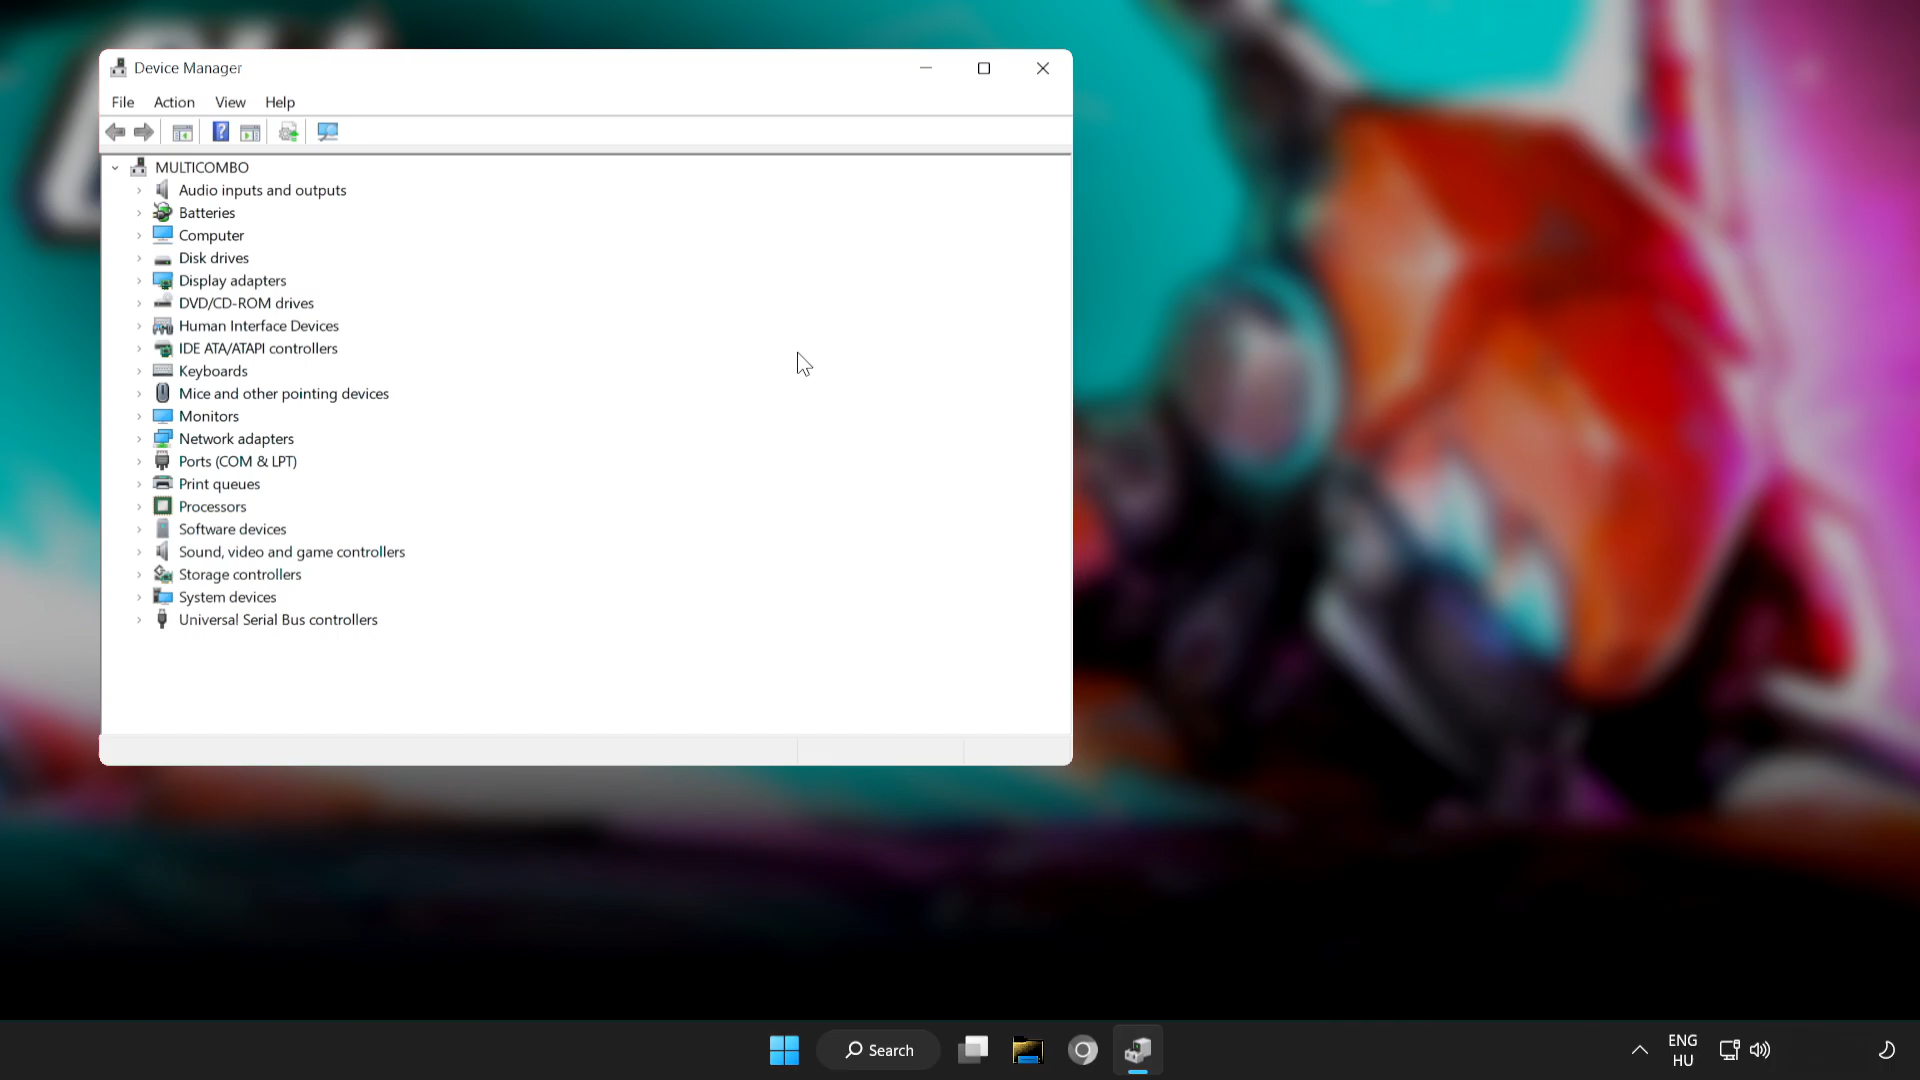 Device Manager
File Action View Help
MULTICOMBO
Audio inputs and outputs
Batteries
Computer
Disk drives
Display adapters
DVD/CD-ROM drives
Human Interface Devices
IDE ATA/ATAPI controllers
Keyboards
Mice and other pointing devices
Monitors
Network adapters
Ports (COM & LPT)
Print queues
Processors
Software devices
Sound, video and game controllers
Storage controllers
System devices
Universal Serial Bus controllers
Search
ENG
HU